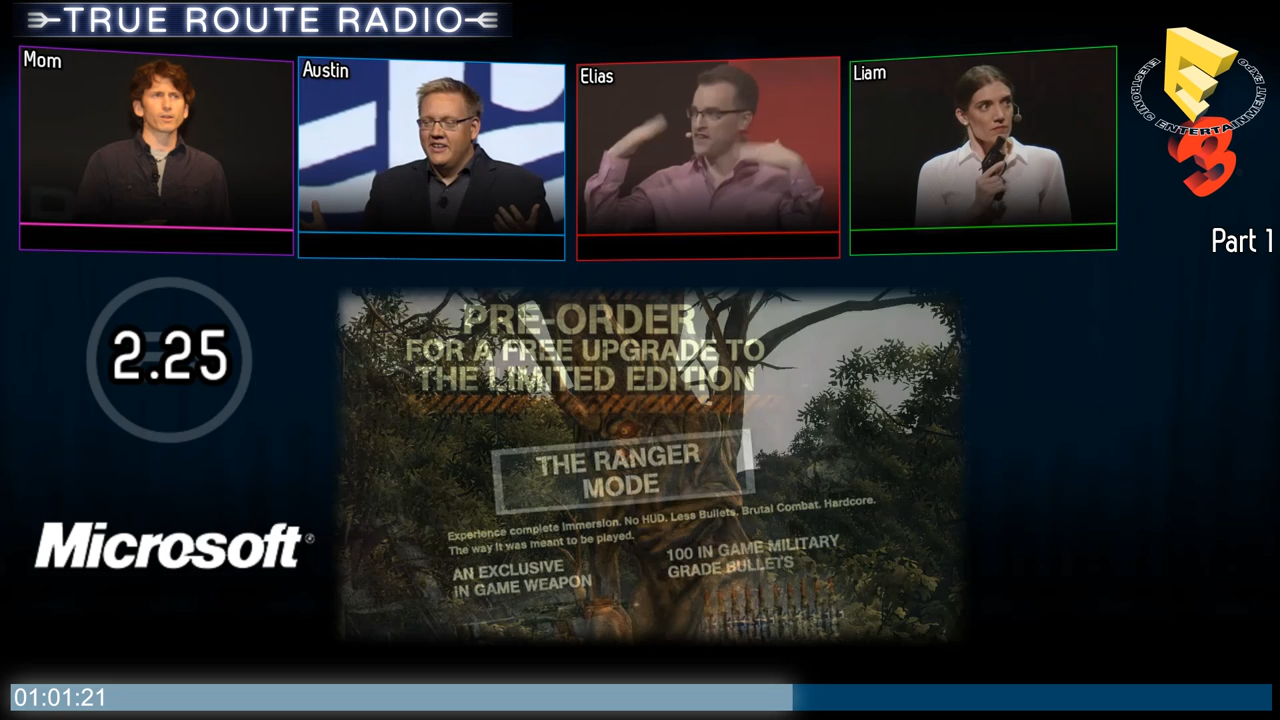 TRUE ROUTE RADIO
Mom
Austin
Elias
Liam
ELECTRONIC ENTERTAINMENT EXPO
E3
Part 1
2.25
PRE-ORDER
FOR A FREE UPGRADE TO
THE LIMITED EDITION
THE RANGER
MODE
Experience complete Immersion. No HUD. Less Bullets. Brutal Combat. Hardcore.
The way it was meant to be played.
AN EXCLUSIVE
IN GAME WEAPON
100 IN GAME MILITARY
GRADE BULLETS
Microsoft®
01:01:21